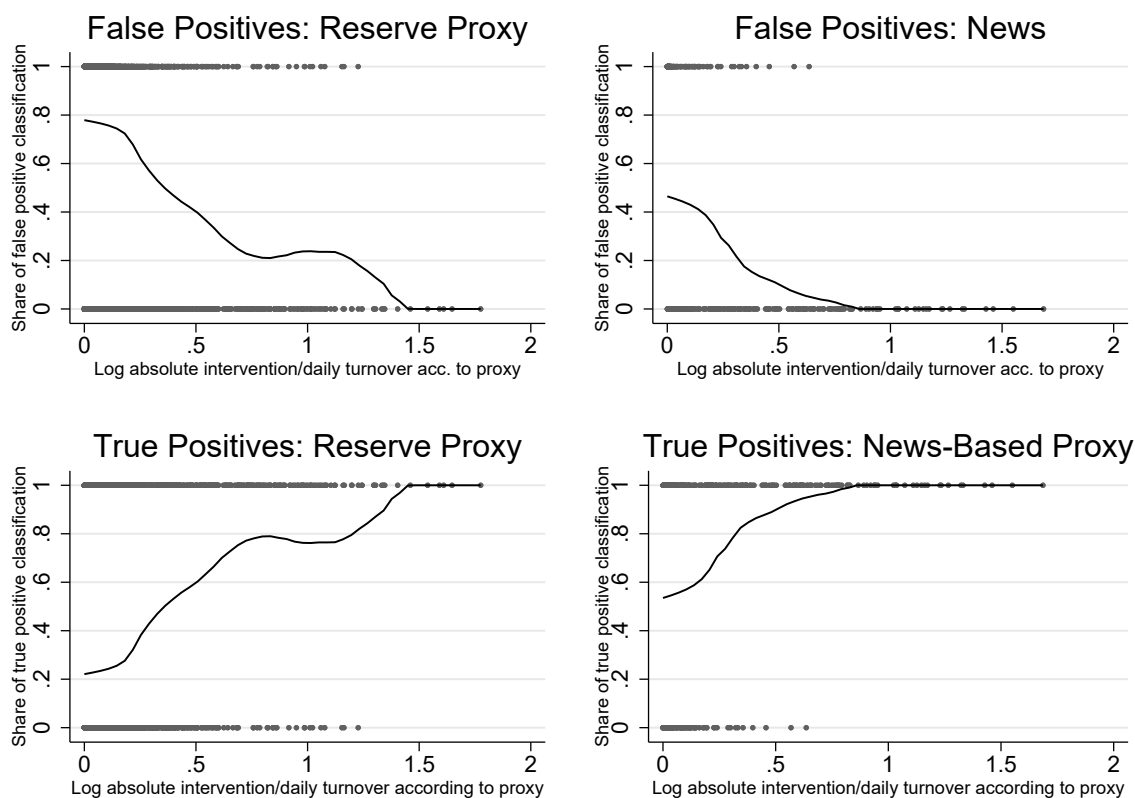 False Positives: Reserve Proxy
Share of false positive classification
1
.8
.6
.4
.2
0
0 .5 1 1.5 2
Log absolute intervention/daily turnover acc. to proxy
False Positives: News
Share of false positive classification
1
.8
.6
.4
.2
0
0 .5 1 1.5 2
Log absolute intervention/daily turnover acc. to proxy
True Positives: Reserve Proxy
Share of true positive classification
1
.8
.6
.4
.2
0
0 .5 1 1.5 2
Log absolute intervention/daily turnover according to proxy
True Positives: News-Based Proxy
Share of true positive classification
1
.8
.6
.4
.2
0
0 .5 1 1.5 2
Log absolute intervention/daily turnover according to proxy